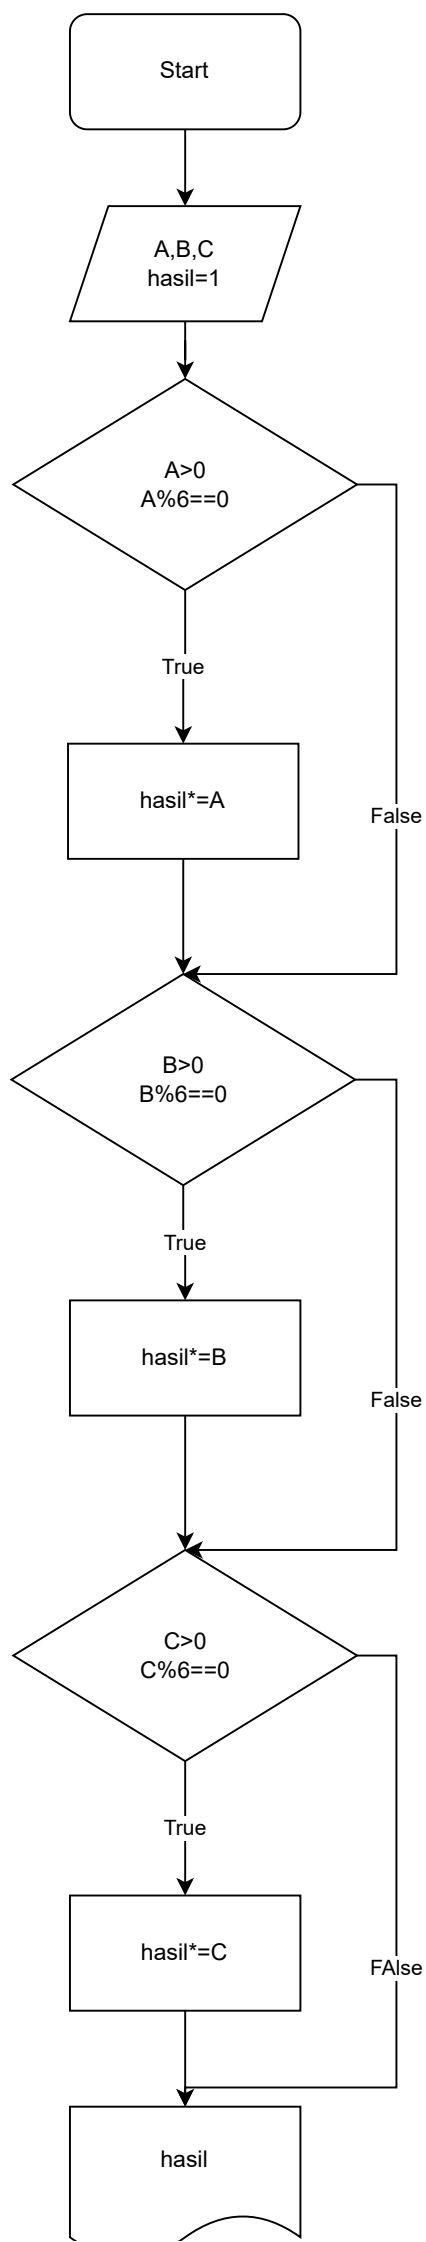 Start
A,B,C
hasil=1
A>0
A%6==0
True
hasil*=A
False
B>0
B%6==0
True
hasil*=B
False
C>0
C%6==0
True
hasil*=C
FAlse
hasil